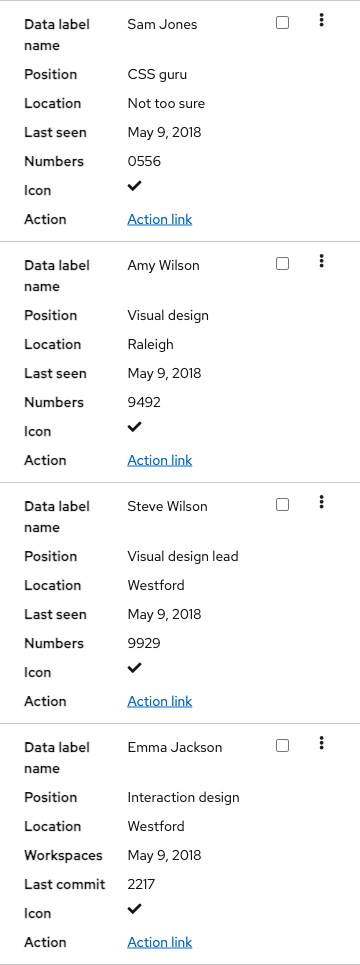 Data label name Sam Jones
Position CSS guru
Location Not too sure
Last seen May 9, 2018
Numbers 0556
Icon
Action Action link
Data label name Amy Wilson
Position Visual design
Location Raleigh
Last seen May 9, 2018
Numbers 9492
Icon
Action Action link
Data label name Steve Wilson
Position Visual design lead
Location Westford
Last seen May 9, 2018
Numbers 9929
Icon
Action Action link
Data label name Emma Jackson
Position Interaction design
Location Westford
Workspaces May 9, 2018
Last commit 2217
Icon
Action Action link